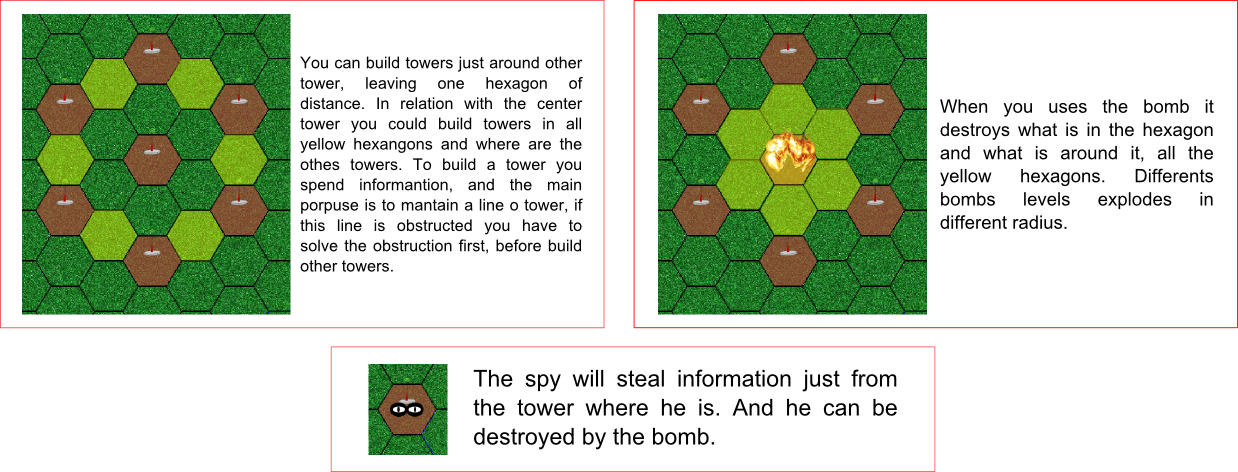 You can build towers just around other
tower, leaving one hexagon of
distance. In relation with the center
tower you could build towers in all
yellow hexangons and where are the
othes towers. To build a tower you
spend informantion, and the main
porpuse is to mantain a line o tower, if
this line is obstructed you have to
solve the obstruction first, before build
other towers.
When you uses the bomb it
destroys what is in the hexagon
and what is around it, all the
yellow hexagons. Differents
bombs levels explodes in
different radius.
The spy will steal information just from
the tower where he is. And he can be
destroyed by the bomb.